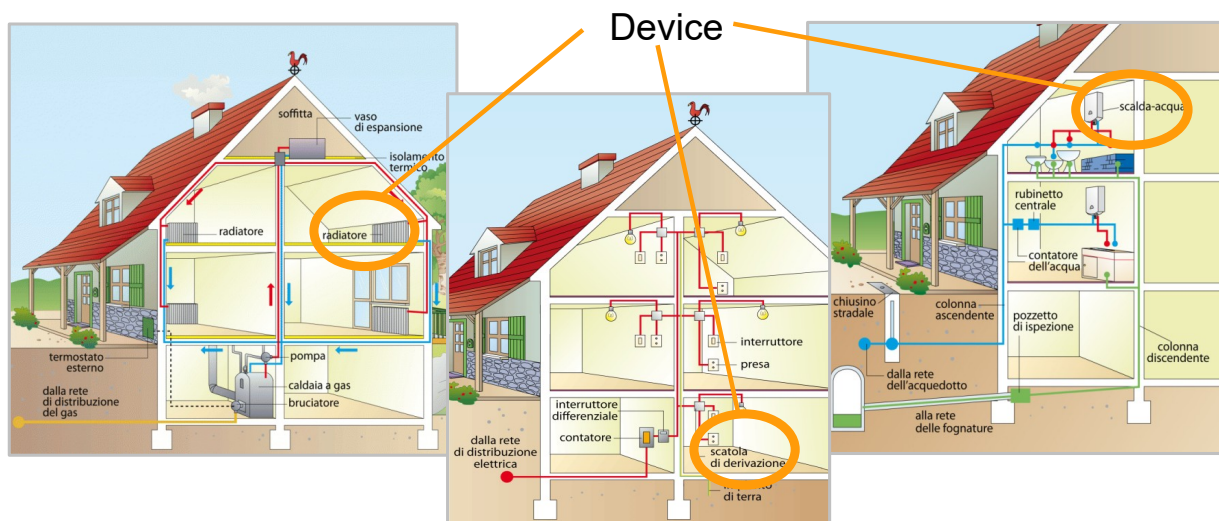 Device
soffitta
vaso
di espansione
isolamento
termico
radiatore
radiatore
termostato
esterno
pompa
caldaia a gas
bruciatore
dalla rete
di distribuzione
del gas
interruttore
presa
interruttore
differenziale
contatore
dalla rete
di distribuzione
elettrica
scatola
di derivazione
di terra
scalda-acqua
rubinetto
centrale
contatore
dell'acqua
chiusino
stradale
colonna
ascendente
pozzetto
di ispezione
colonna
discendente
dalla rete
dell'acquedotto
alla rete
delle fognature